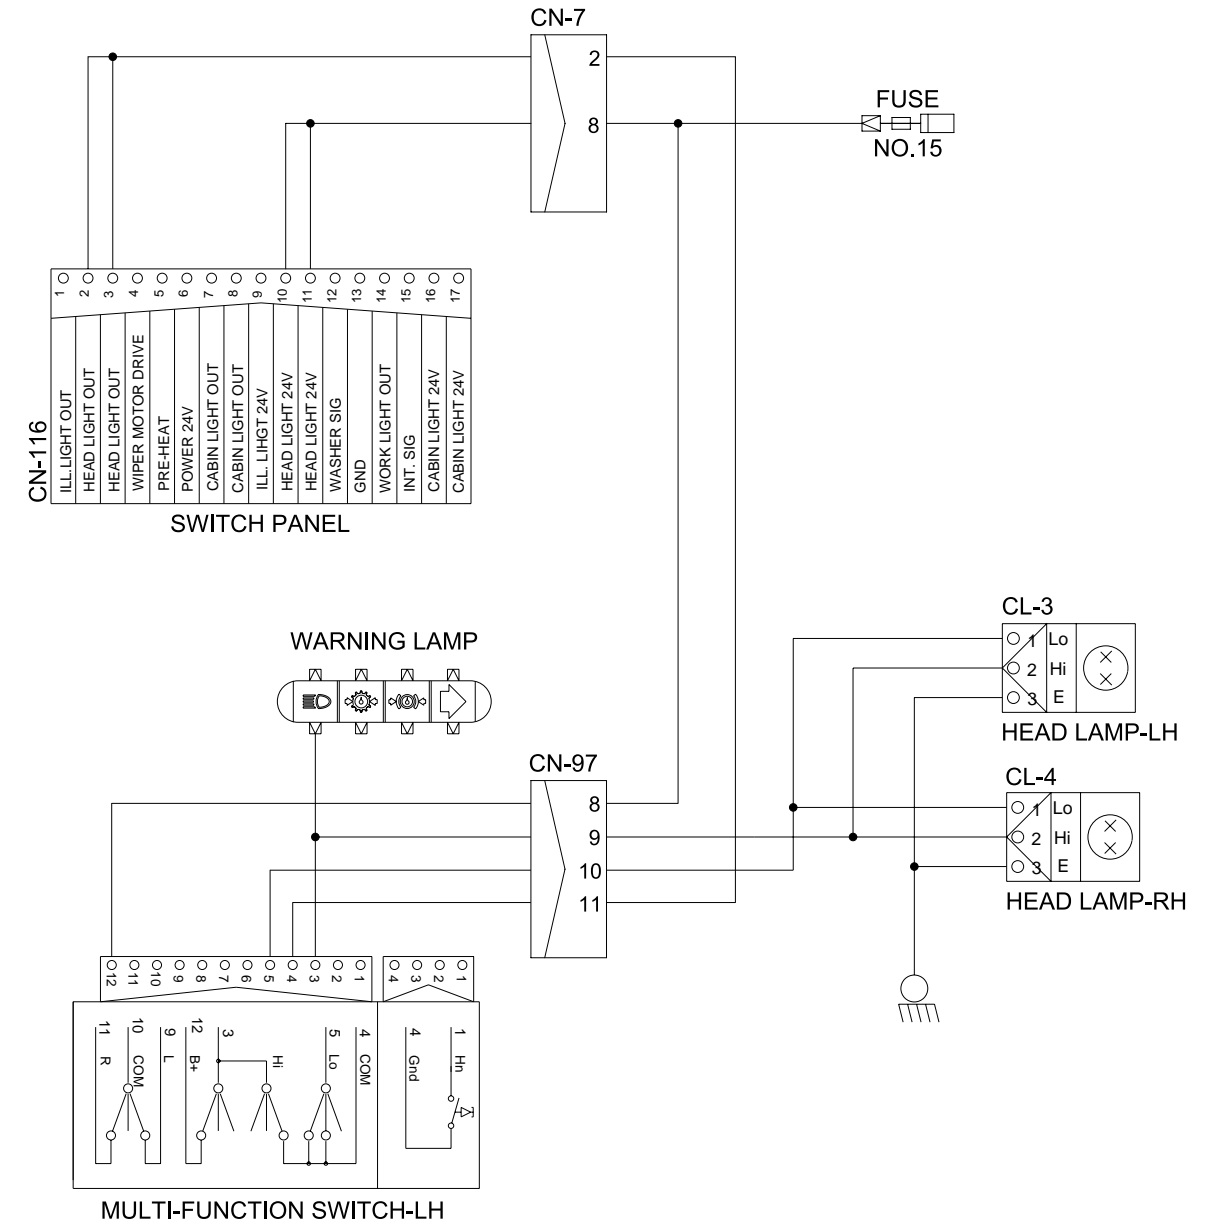 CN-7
2
8
FUSE
NO.15
1 2 3 4 5 6 7 8 9 10 11 12 13 14 15 16 17
ILL.LIGHT OUT
HEAD LIGHT OUT
HEAD LIGHT OUT
WIPER MOTOR DRIVE
PRE-HEAT
POWER 24V
CABIN LIGHT OUT
CABIN LIGHT OUT
ILL. LIHGT 24V
HEAD LIGHT 24V
HEAD LIGHT 24V
WASHER SIG
GND
WORK LIGHT OUT
INT. SIG
CABIN LIGHT 24V
CABIN LIGHT 24V
CN-116
SWITCH PANEL
CL-3
1 Lo
2 Hi
3 E
HEAD LAMP-LH
WARNING LAMP
CN-97
8
9
10
11
CL-4
1 Lo
2 Hi
3 E
HEAD LAMP-RH
12 11 10 9 8 7 6 5 4 3 2 1
4 3 2 1
11 R
10 COM
9 L
12 B+
3
Hi
5 Lo
4 COM
4 Gnd
1 Hn
MULTI-FUNCTION SWITCH-LH